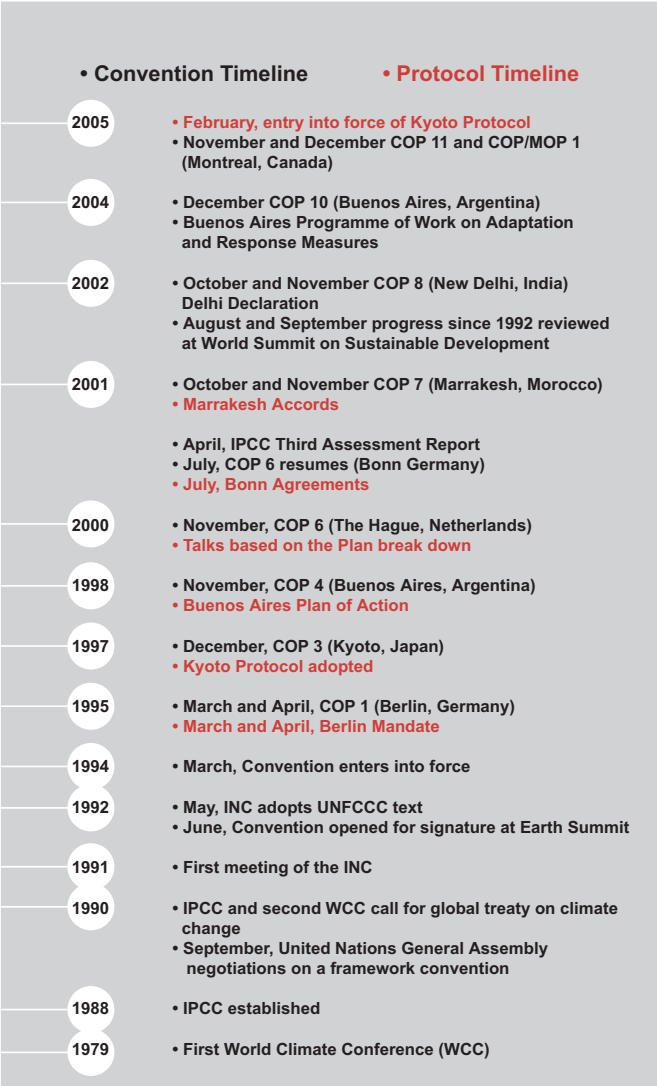 • Convention Timeline • Protocol Timeline
2005 • February, entry into force of Kyoto Protocol
• November and December COP 11 and COP/MOP 1
(Montreal, Canada)
2004 • December COP 10 (Buenos Aires, Argentina)
• Buenos Aires Programme of Work on Adaptation
and Response Measures
2002 • October and November COP 8 (New Delhi, India)
Delhi Declaration
• August and September progress since 1992 reviewed
at World Summit on Sustainable Development
2001 • October and November COP 7 (Marrakesh, Morocco)
• Marrakesh Accords
• April, IPCC Third Assessment Report
• July, COP 6 resumes (Bonn Germany)
• July, Bonn Agreements
2000 • November, COP 6 (The Hague, Netherlands)
• Talks based on the Plan break down
1998 • November, COP 4 (Buenos Aires, Argentina)
• Buenos Aires Plan of Action
1997 • December, COP 3 (Kyoto, Japan)
• Kyoto Protocol adopted
1995 • March and April, COP 1 (Berlin, Germany)
• March and April, Berlin Mandate
1994 • March, Convention enters into force
1992 • May, INC adopts UNFCCC text
• June, Convention opened for signature at Earth Summit
1991 • First meeting of the INC
1990 • IPCC and second WCC call for global treaty on climate
change
• September, United Nations General Assembly
negotiations on a framework convention
1988 • IPCC established
1979 • First World Climate Conference (WCC)